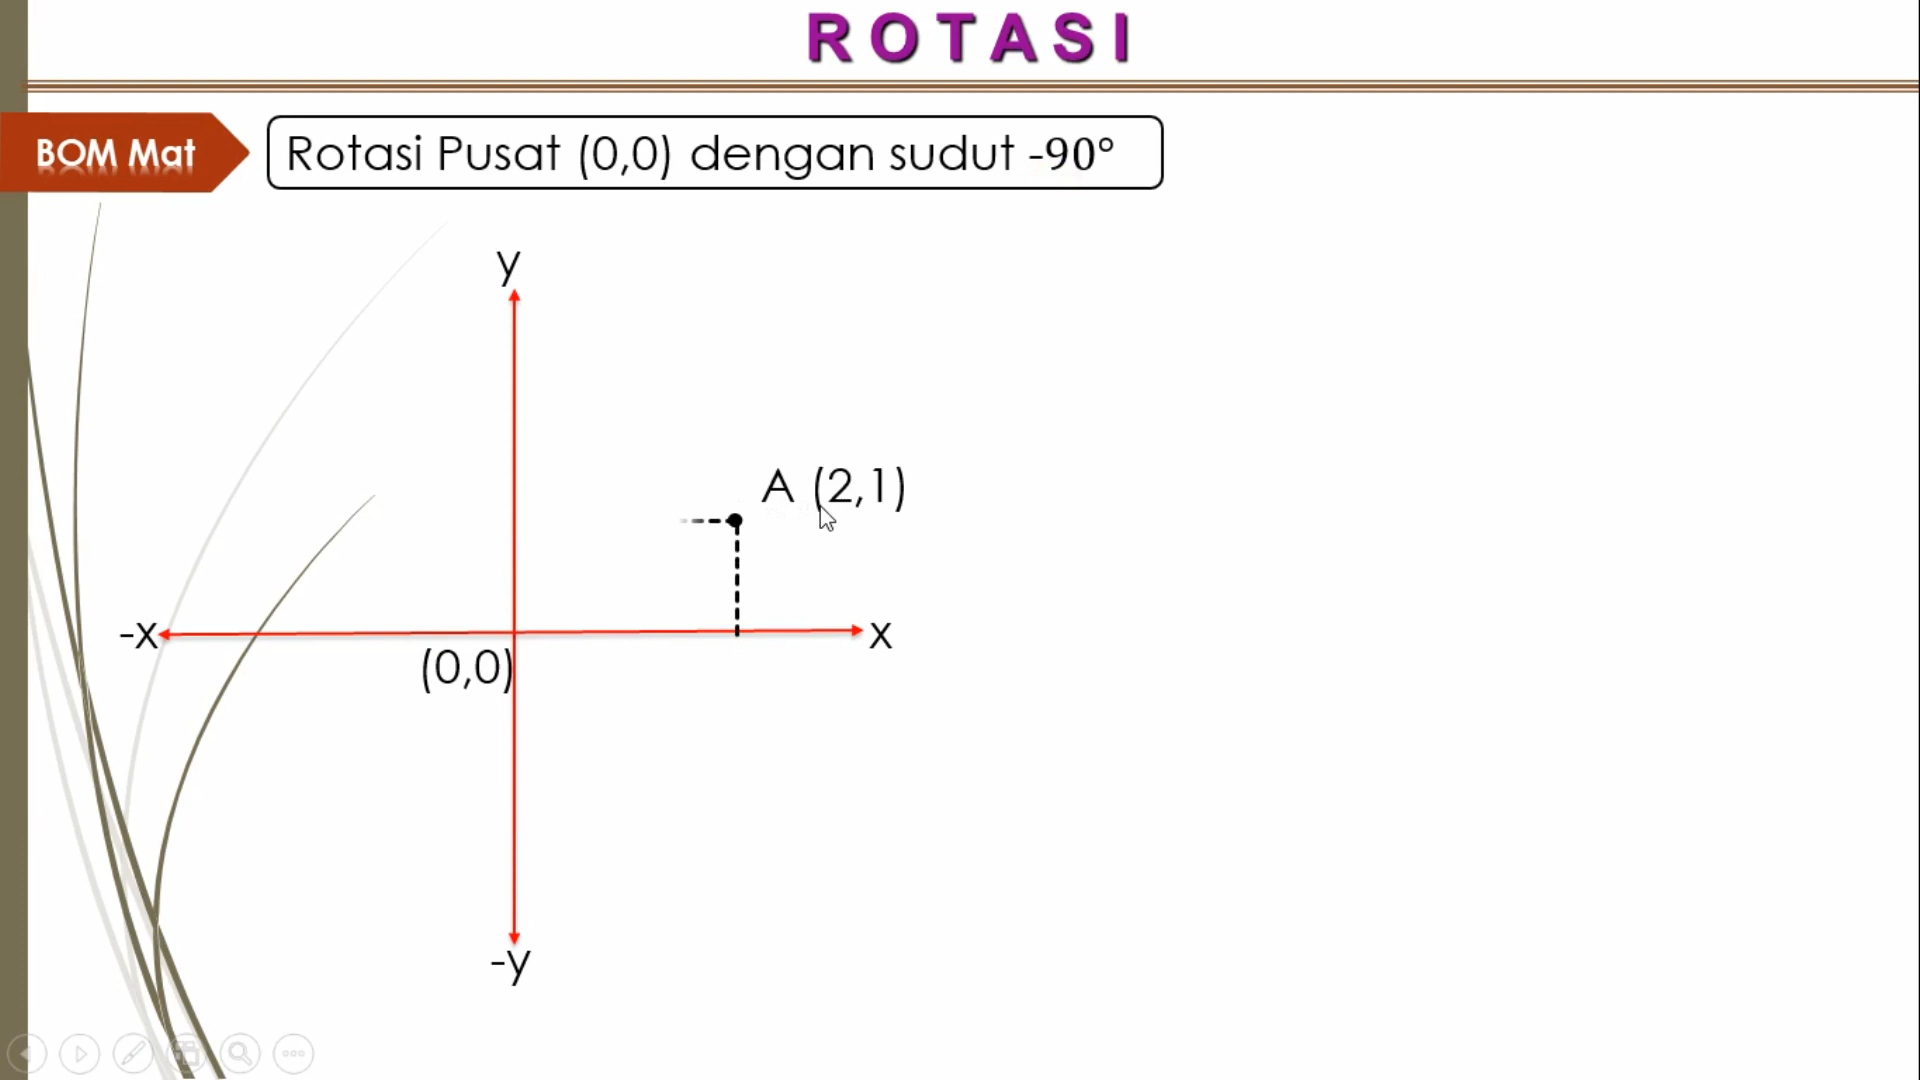 ROTASI
BOM Mat
Rotasi Pusat (0,0) dengan sudut -90°
y
A (2,1)
-x
x
(0,0)
-y